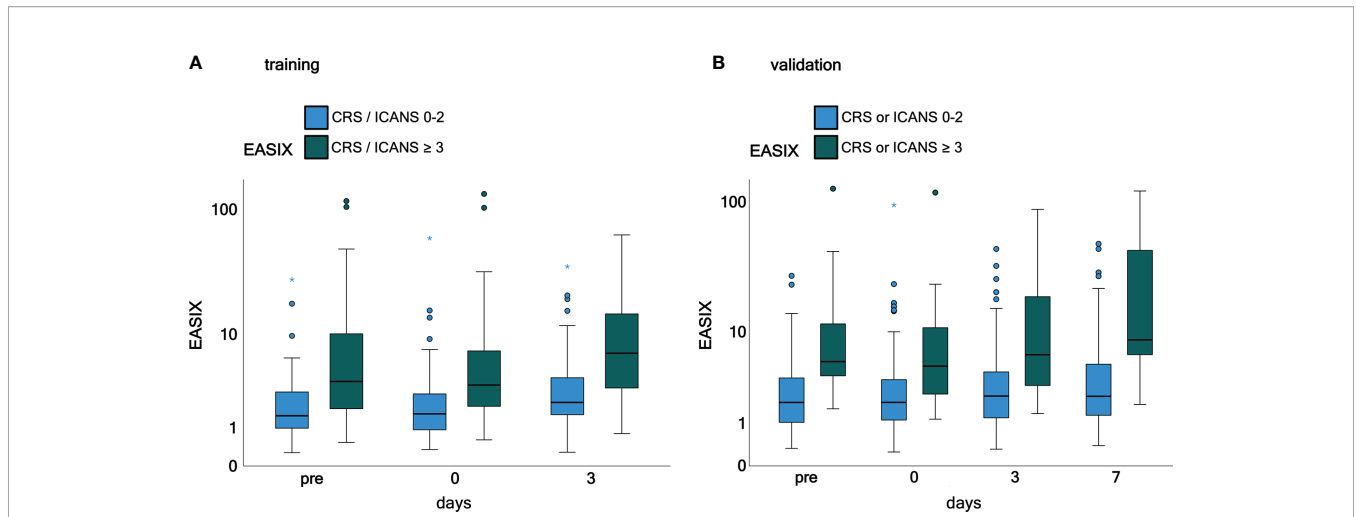 A training
CRS / ICANS 0-2
EASIX CRS / ICANS ≥ 3
100
10
1
0
EASIX
pre 0 3
days
B validation
CRS or ICANS 0-2
EASIX CRS or ICANS ≥ 3
100
10
1
0
EASIX
pre 0 3 7
days